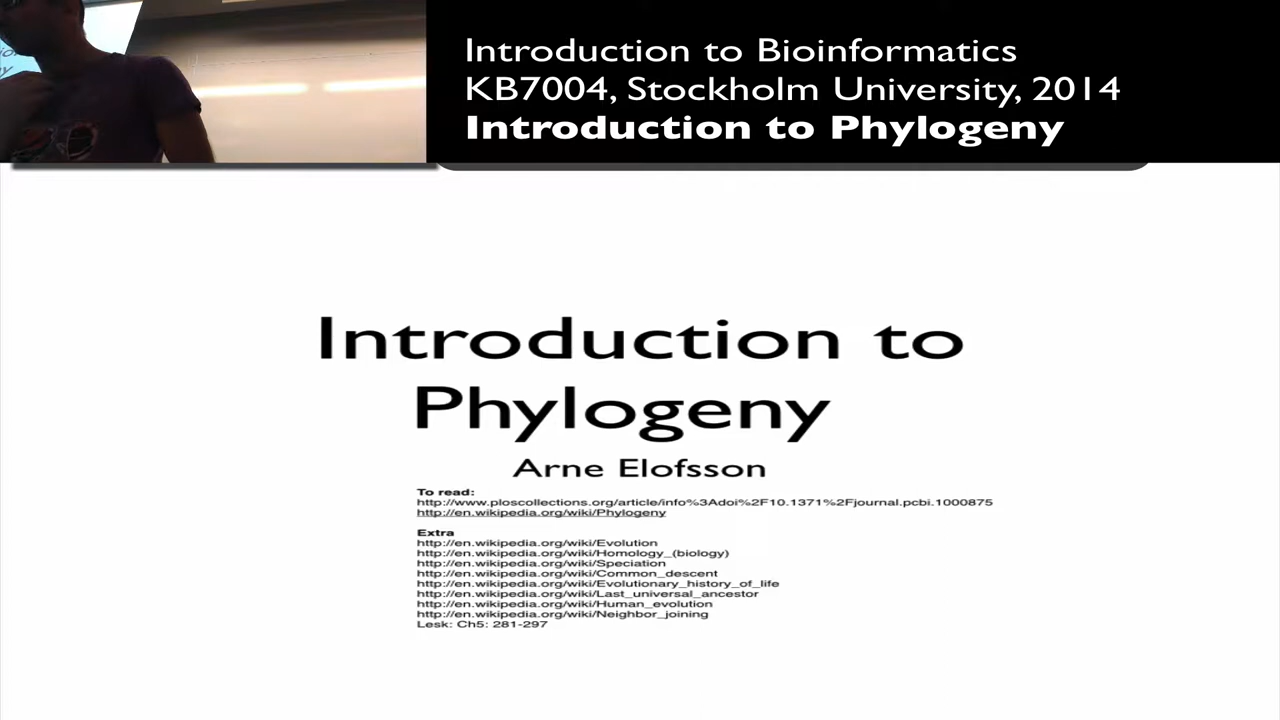 Introduction to Bioinformatics
KB7004, Stockholm University, 2014
Introduction to Phylogeny
Introduction to
Phylogeny
Arne Elofsson
To read:
http://www.ploscollections.org/article/info%3Adoi%2F10.1371%2Fjournal.pcbi.1000875
http://en.wikipedia.org/wiki/Phylogeny
Extra
http://en.wikipedia.org/wiki/Evolution
http://en.wikipedia.org/wiki/Homology_(biology)
http://en.wikipedia.org/wiki/Speciation
http://en.wikipedia.org/wiki/Common_descent
http://en.wikipedia.org/wiki/Evolutionary_history_of_life
http://en.wikipedia.org/wiki/Last_universal_ancestor
http://en.wikipedia.org/wiki/Human_evolution
http://en.wikipedia.org/wiki/Neighbor_joining
Lesk: Ch5: 281-297